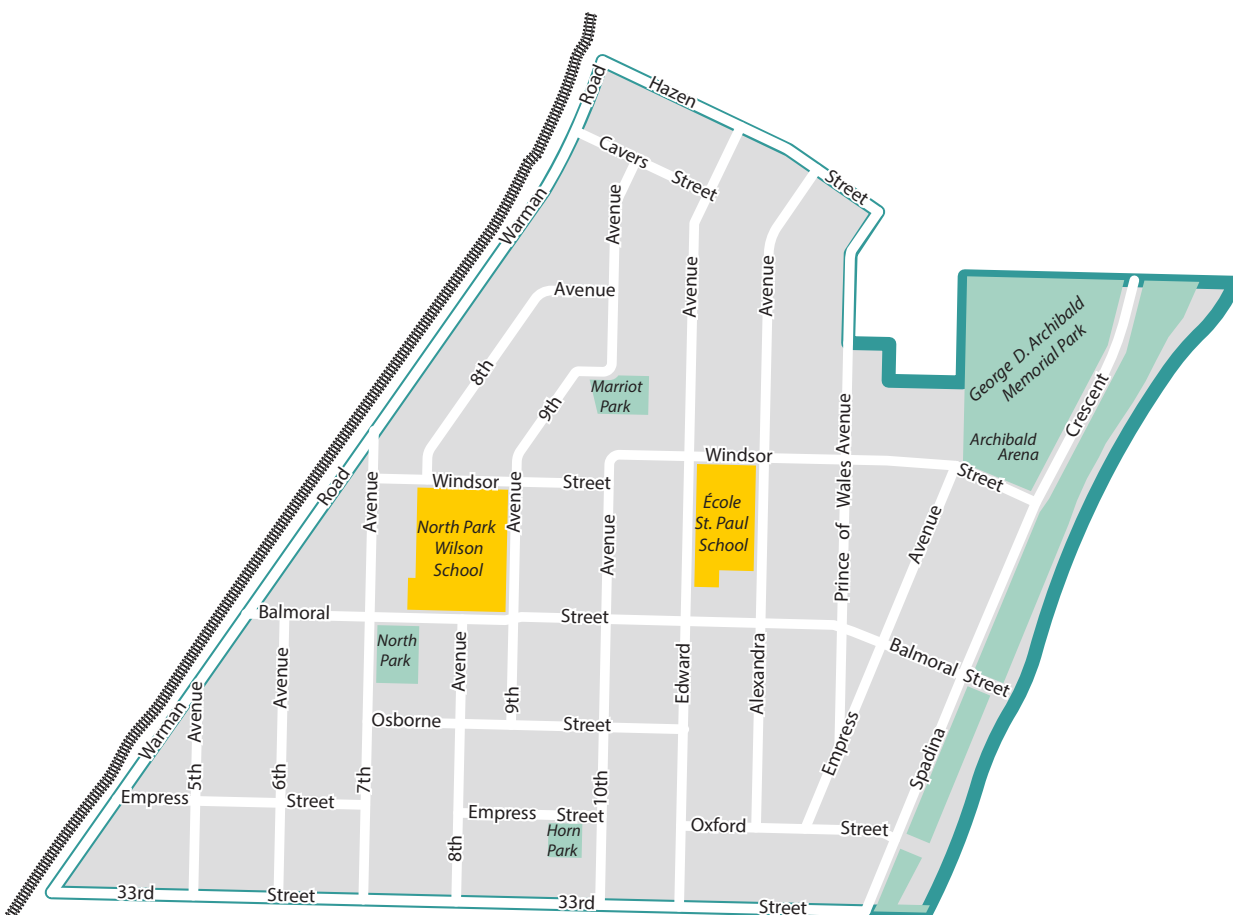 Road
Hazen
Cavers
Street
Street
Warman
Avenue
Avenue
Avenue
Avenue
George D. Archibald
Memorial Park
8th
9th
Marriot
Park
Crescent
Archibald
Arena
Prince of Wales Avenue
Windsor
Street
Road
Avenue
Windsor
Street
Avenue
North Park
Wilson
School
École
St. Paul
School
Avenue
Avenue
Balmoral
Street
North
Park
Avenue
Avenue
Edward
Alexandra
Balmoral Street
Avenue
9th
Warman
Osborne
Street
Empress
Spadina
5th
6th
7th
10th
Empress
Street
Empress
Street
Horn
Park
8th
Oxford
Street
33rd
Street
33rd
Street